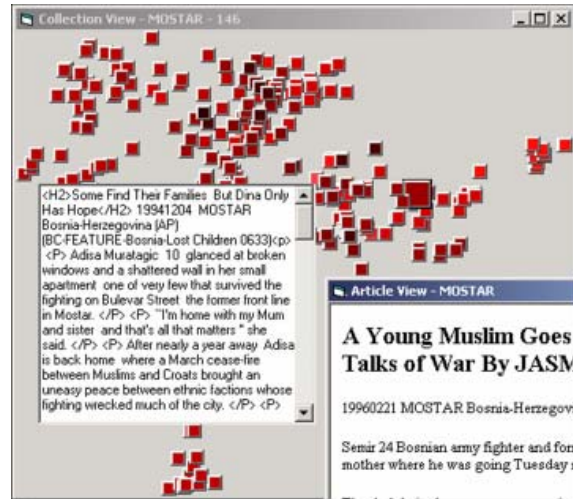 Collection View - MOSTAR - 146
<H2>Some Find Their Families But Dina Only
Has Hope</H2> 19941204 MOSTAR
Bosnia-Herzegovina (AP)
(BC-FEATURE-Bosnia-Lost Children 0633)<p>
<P> Adisa Muratagic 10 glanced at broken
windows and a shattered wall in her small
apartment one of very few that survived the
fighting on Bulevar Street the former front line
in Mostar. </P> <P> ``I'm home with my Mum
and sister and that's all that matters " she
said. </P> <P> After nearly a year away Adisa
is back home where a March cease-fire
between Muslims and Croats brought an
uneasy peace between ethnic factions whose
fighting wrecked much of the city. </P> <P>
Article View - MOSTAR
A Young Muslim Goes
Talks of War By JASM
19960221 MOSTAR Bosnia-Herzegovi
Semir 24 Bosnian army fighter and for
mother where he was going Tuesday